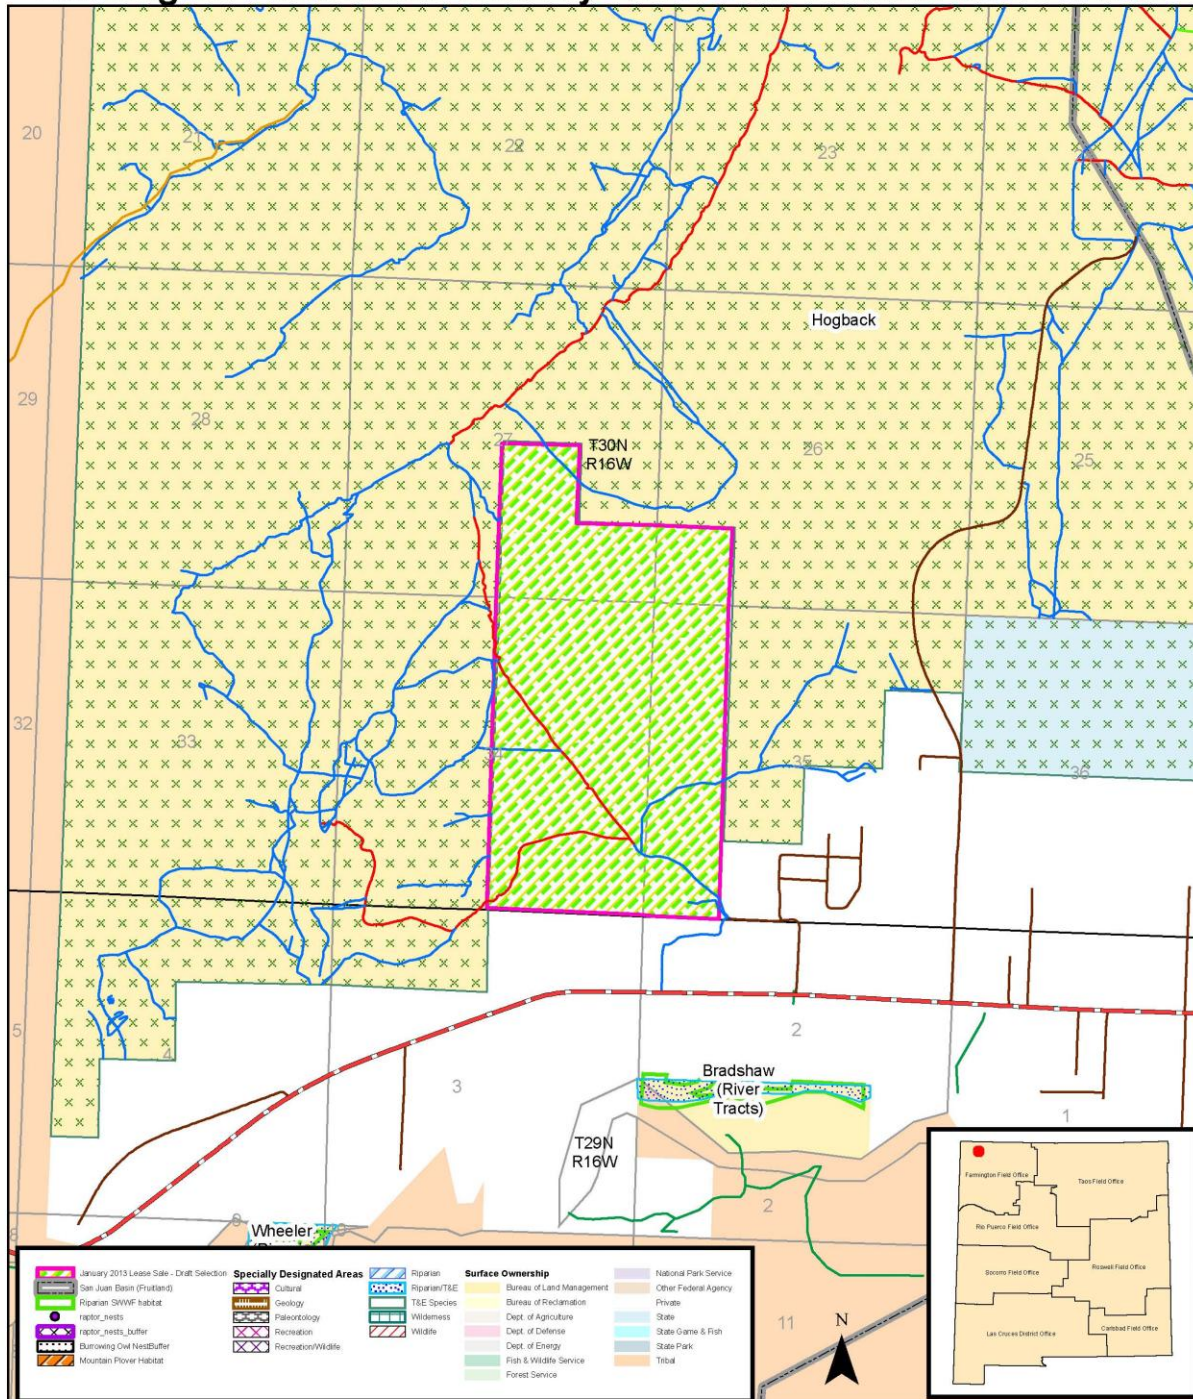 20
21
22
23
Hogback
29
28
27
T30N
R16W
26
25
32
33
34
35
36
5
4
3
2
1
Bradshaw
(River
Tracts)
T29N
R16W
2
8
9
Wheeler
11
N
January 2013 Lease Sale - Draft Selection
San Juan Basin (Fruitland)
Riparian SWWF habitat
raptor_nests
raptor_nests_buffer
Burrowing Owl NestBuffer
Mountain Plover Habitat
Specially Designated Areas
Cultural
Geology
Paleontology
Recreation
Recreation/Wildlife
Riparian
Riparian/T&E
T&E Species
Wilderness
Wildlife
Surface Ownership
Bureau of Land Management
Bureau of Reclamation
Dept. of Agriculture
Dept. of Defense
Dept. of Energy
Fish & Wildlife Service
Forest Service
National Park Service
Other Federal Agency
Private
State
State Game & Fish
State Park
Tribal
Farmington Field Office
Taos Field Office
Rio Puerco Field Office
Socorro Field Office
Roswell Field Office
Las Cruces District Office
Carlsbad Field Office